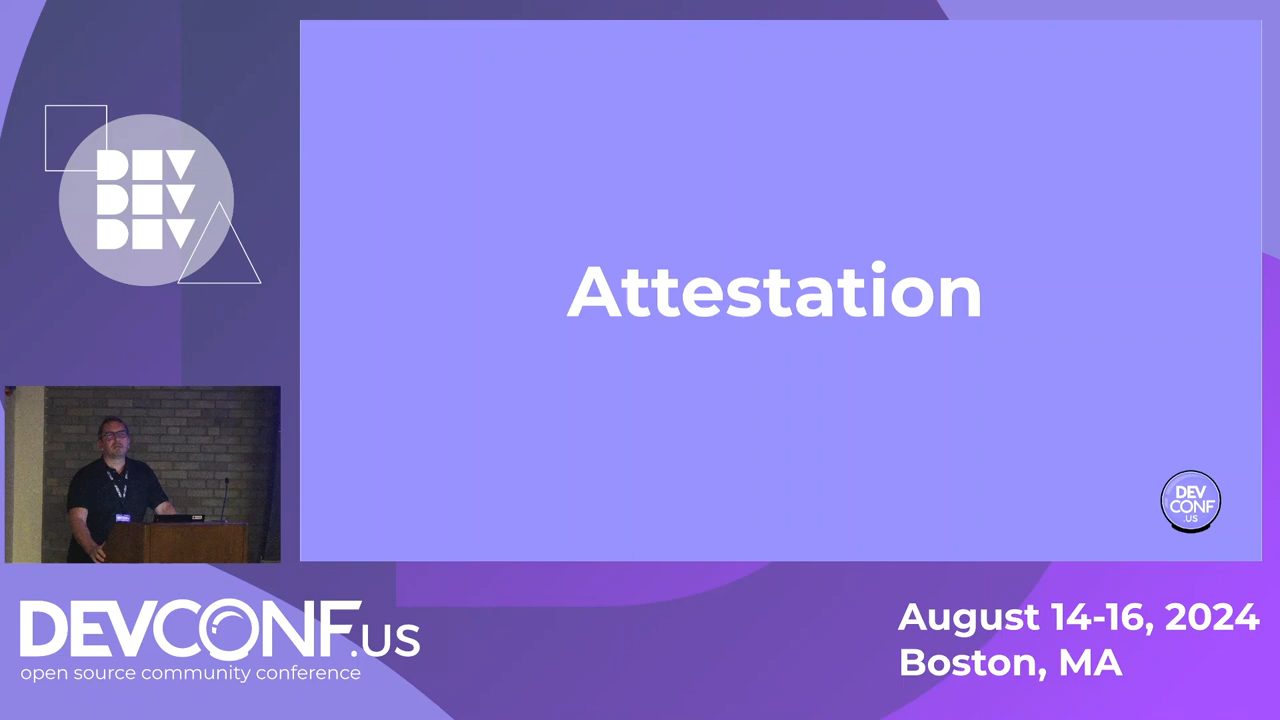 DEV
DEV
DEV
Attestation
DEV
CONF
.US
DEVCONF.US
open source community conference
August 14-16, 2024
Boston, MA